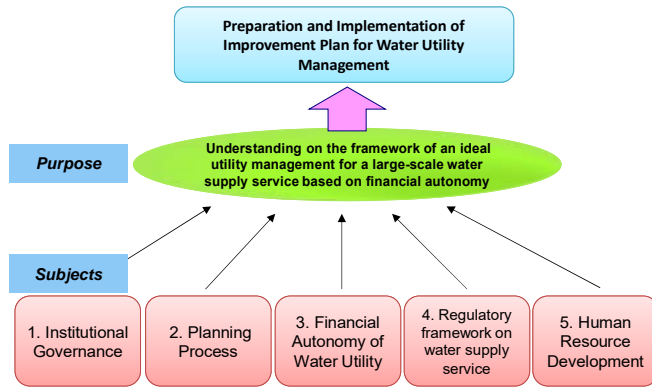 Preparation and Implementation of
Improvement Plan for Water Utility
Management
Purpose
Understanding on the framework of an ideal
utility management for a large-scale water
supply service based on financial autonomy
Subjects
1. Institutional
Governance
2. Planning
Process
3. Financial
Autonomy of
Water Utility
4. Regulatory
framework on
water supply
service
5. Human
Resource
Development